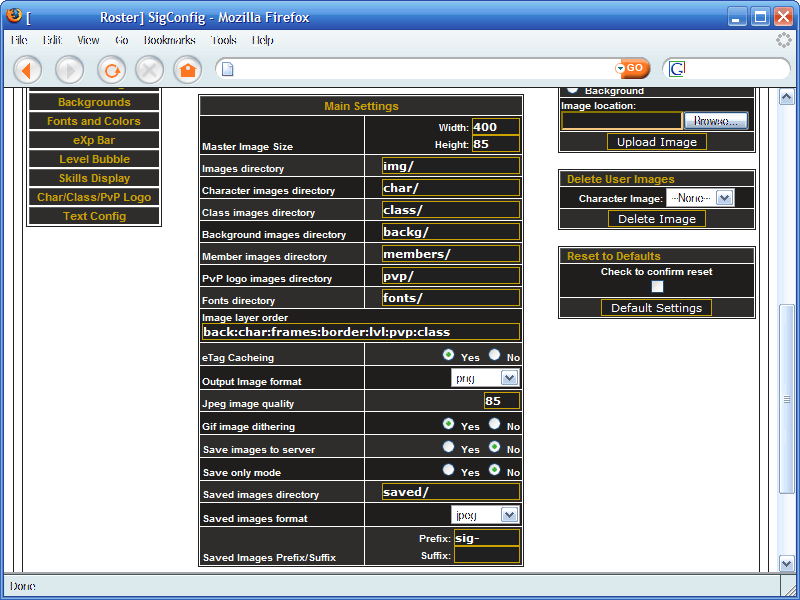 [ Roster] SigConfig - Mozilla Firefox
File Edit View Go Bookmarks Tools Help
GO
G
Backgrounds
Fonts and Colors
eXp Bar
Level Bubble
Skills Display
Char/Class/PvP Logo
Text Config
Main Settings
Master Image Size
Width: 400
Height: 85
Images directory img/
Character images directory char/
Class images directory class/
Background images directory backg/
Member images directory members/
PvP logo images directory pvp/
Fonts directory fonts/
Image layer order
back:char:frames:border:lvl:pvp:class
eTag Cacheing Yes No
Output Image format png
Jpeg image quality 85
Gif image dithering Yes No
Save images to server Yes No
Save only mode Yes No
Saved images directory saved/
Saved images format jpeg
Saved Images Prefix/Suffix
Prefix: sig-
Suffix:
Background
Image location:
Browse...
Upload Image
Delete User Images
Character Image: --None--
Delete Image
Reset to Defaults
Check to confirm reset
Default Settings
Done